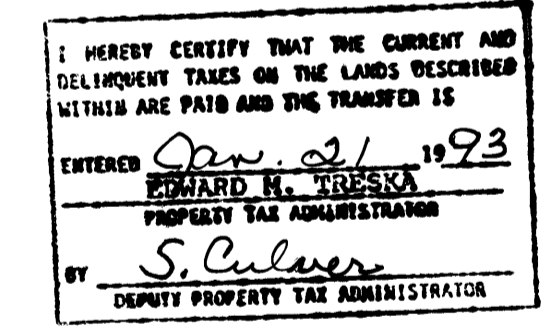 I HEREBY CERTIFY THAT THE CURRENT AND
DELINQUENT TAXES ON THE LANDS DESCRIBED
WITHIN ARE PAID AND THE TRANSFER IS
ENTERED Jan. 21 1993
EDWARD M. TRESKA
PROPERTY TAX ADMINISTRATOR
BY S. Culver
DEPUTY PROPERTY TAX ADMINISTRATOR